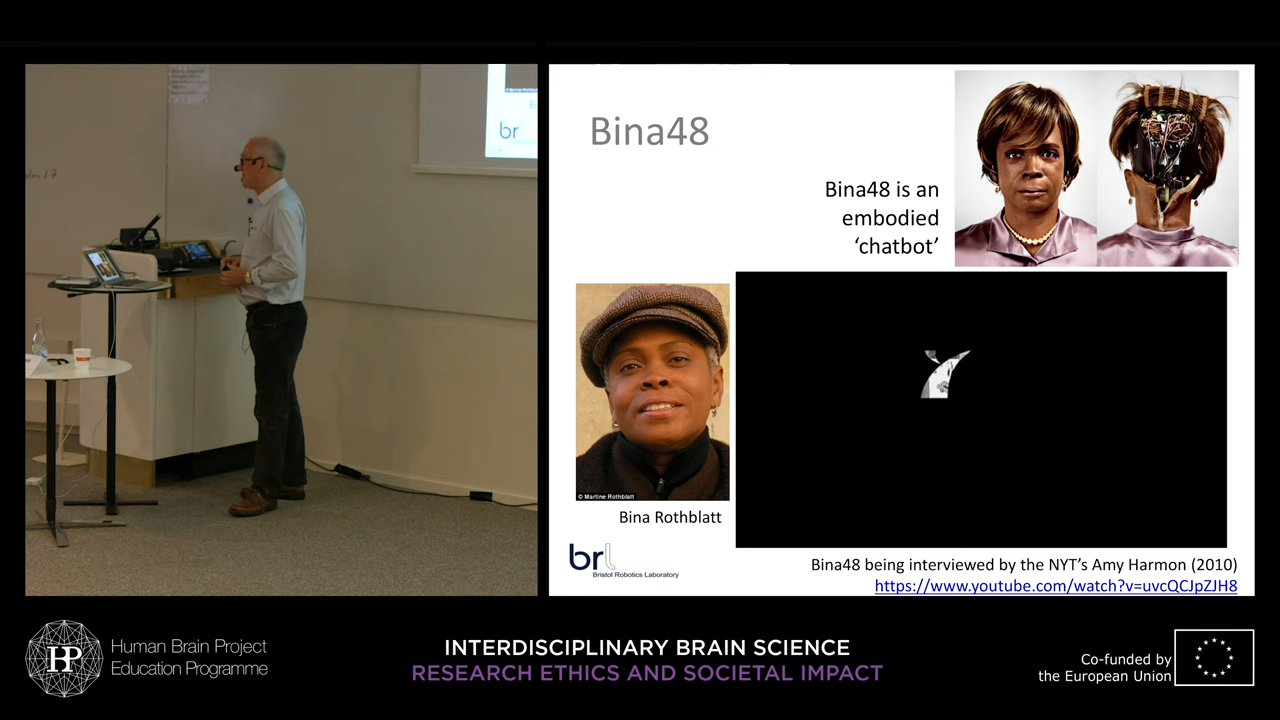 Bina48
Bina48 is an
embodied
‘chatbot’
© Martine Rothblatt
Bina Rothblatt
brl
Bristol Robotics Laboratory
Bina48 being interviewed by the NYT's Amy Harmon (2010)
https://www.youtube.com/watch?v=uvcQCJpZJH8
br
HP
Human Brain Project
Education Programme
INTERDISCIPLINARY BRAIN SCIENCE
RESEARCH ETHICS AND SOCIETAL IMPACT
Co-funded by
the European Union